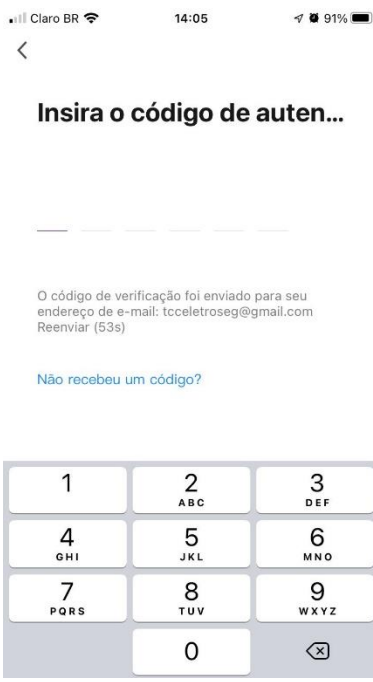 Claro BR 14:05 91%
Insira o código de auten...
O código de verificação foi enviado para seu
endereço de e-mail: tcceletroseg@gmail.com
Reenviar (53s)
Não recebeu um código?
1 2 3
ABC DEF
4 5 6
GHI JKL MNO
7 8 9
PQRS TUV WXYZ
0